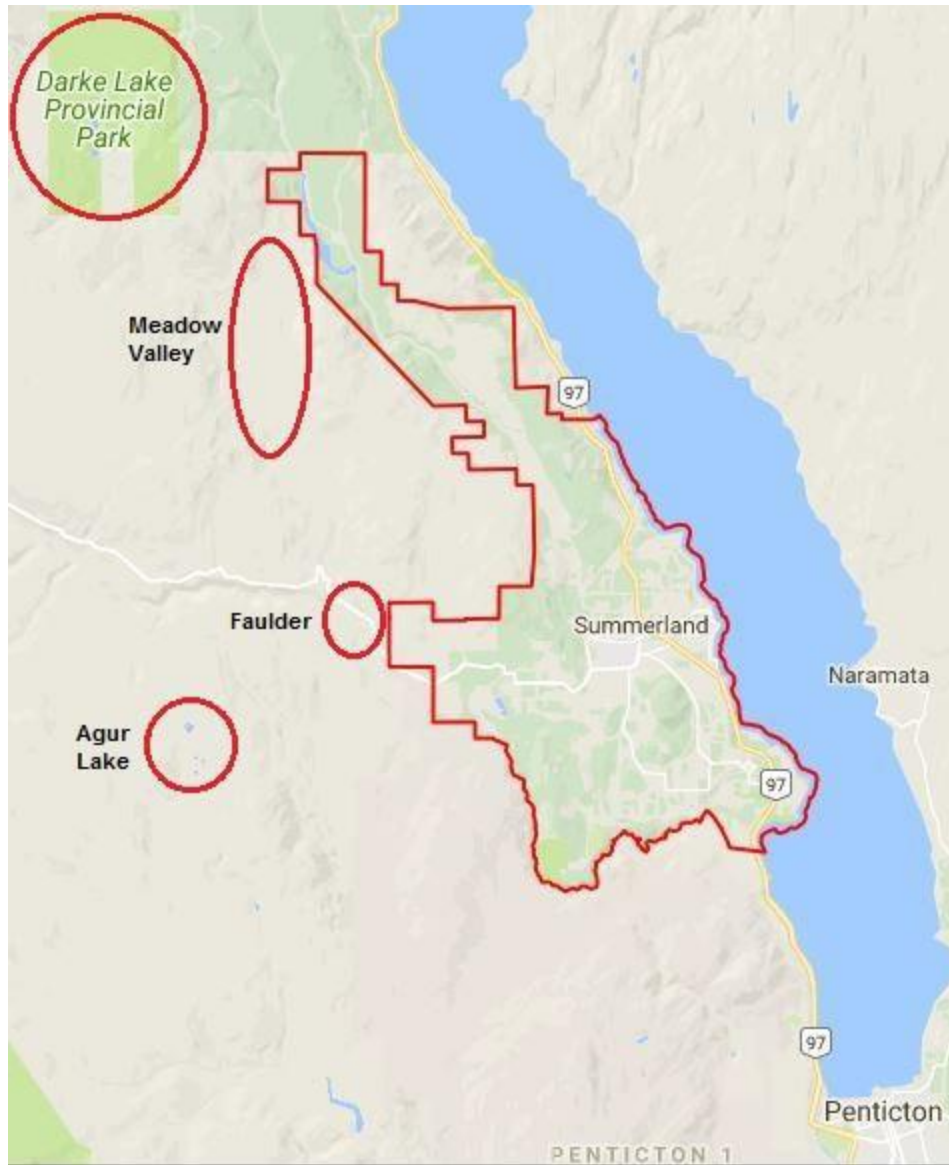 Darke Lake
Provincial
Park
Meadow
Valley
97
Faulder
Summerland
Naramata
Agur
Lake
97
97
Penticton
PENTICTON 1